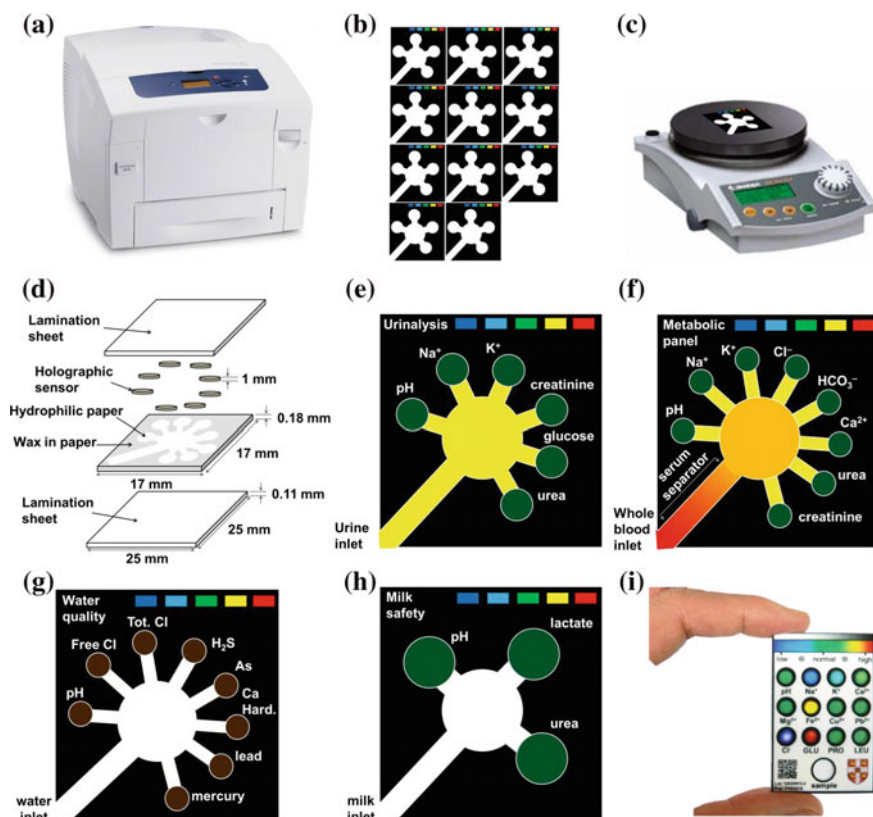 (a)
(b)
(c)
(d)
Lamination
sheet
Holographic
sensor
1 mm
Hydrophilic paper
0.18 mm
Wax in paper
17 mm
17 mm
0.11 mm
Lamination
sheet
25 mm
25 mm
(e)
Urinalysis
Na⁺
K⁺
pH
creatinine
glucose
urea
Urine
inlet
(f)
Metabolic
panel
K⁺
Cl⁻
Na⁺
HCO₃⁻
pH
Ca²⁺
serum
separator
urea
creatinine
Whole
blood
inlet
(g)
Water
quality
Tot. Cl
Free Cl
H₂S
As
pH
Ca
Hard.
lead
mercury
water
inlet
(h)
Milk
safety
lactate
pH
urea
milk
inlet
(i)
low normal high
pH Na⁺ K⁺ Ca²⁺
Mg²⁺ Fe²⁺ Cu²⁺ Pb²⁺
Cl⁻ GLU PRO LEU
sample